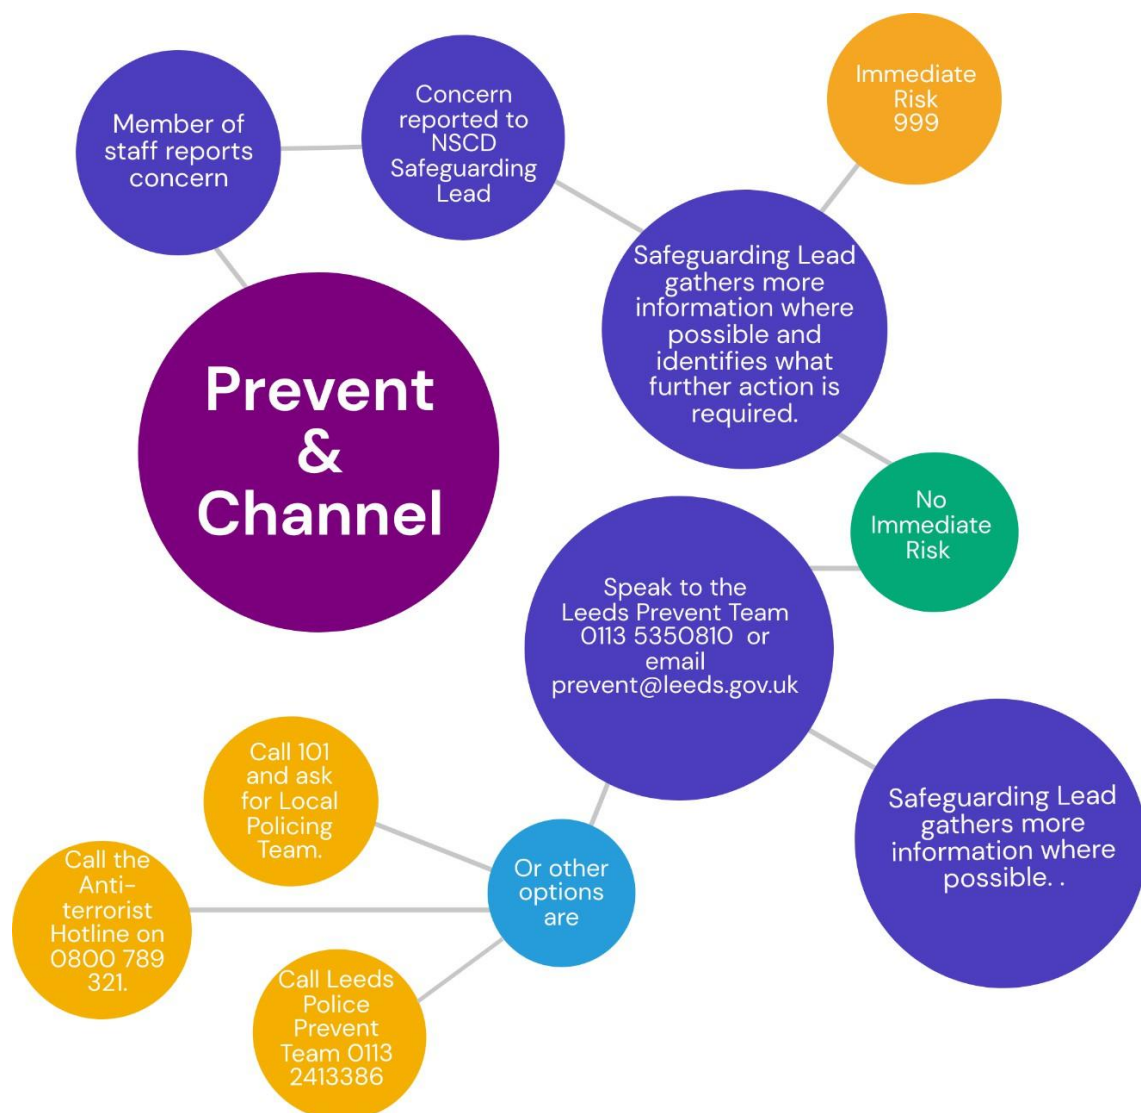 Prevent
&
Channel
Member of
staff reports
concern
Concern
reported to
NSCD
Safeguarding
Lead
Safeguarding Lead
gathers more
information where
possible and
identifies what
further action is
required.
Immediate
Risk
999
No
Immediate
Risk
Speak to the
Leeds Prevent Team
0113 5350810 or
email
prevent@leeds.gov.uk
Safeguarding Lead
gathers more
information where
possible. .
Or other
options
are
Call 101
and ask
for Local
Policing
Team.
Call the
Anti-
terrorist
Hotline on
0800 789
321.
Call Leeds
Police
Prevent
Team 0113
2413386